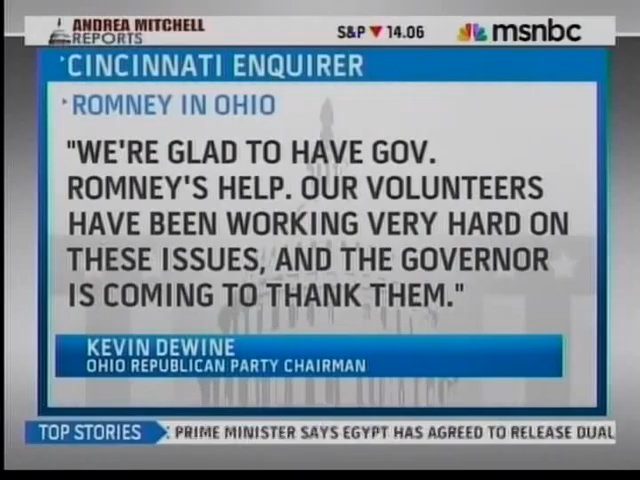 ANDREA MITCHELL
REPORTS
S&P ▼ 14.06
msnbc
CINCINNATI ENQUIRER
ROMNEY IN OHIO
"WE'RE GLAD TO HAVE GOV.
ROMNEY'S HELP. OUR VOLUNTEERS
HAVE BEEN WORKING VERY HARD ON
THESE ISSUES, AND THE GOVERNOR
IS COMING TO THANK THEM."
KEVIN DEWINE
OHIO REPUBLICAN PARTY CHAIRMAN
TOP STORIES
: PRIME MINISTER SAYS EGYPT HAS AGREED TO RELEASE DUAL